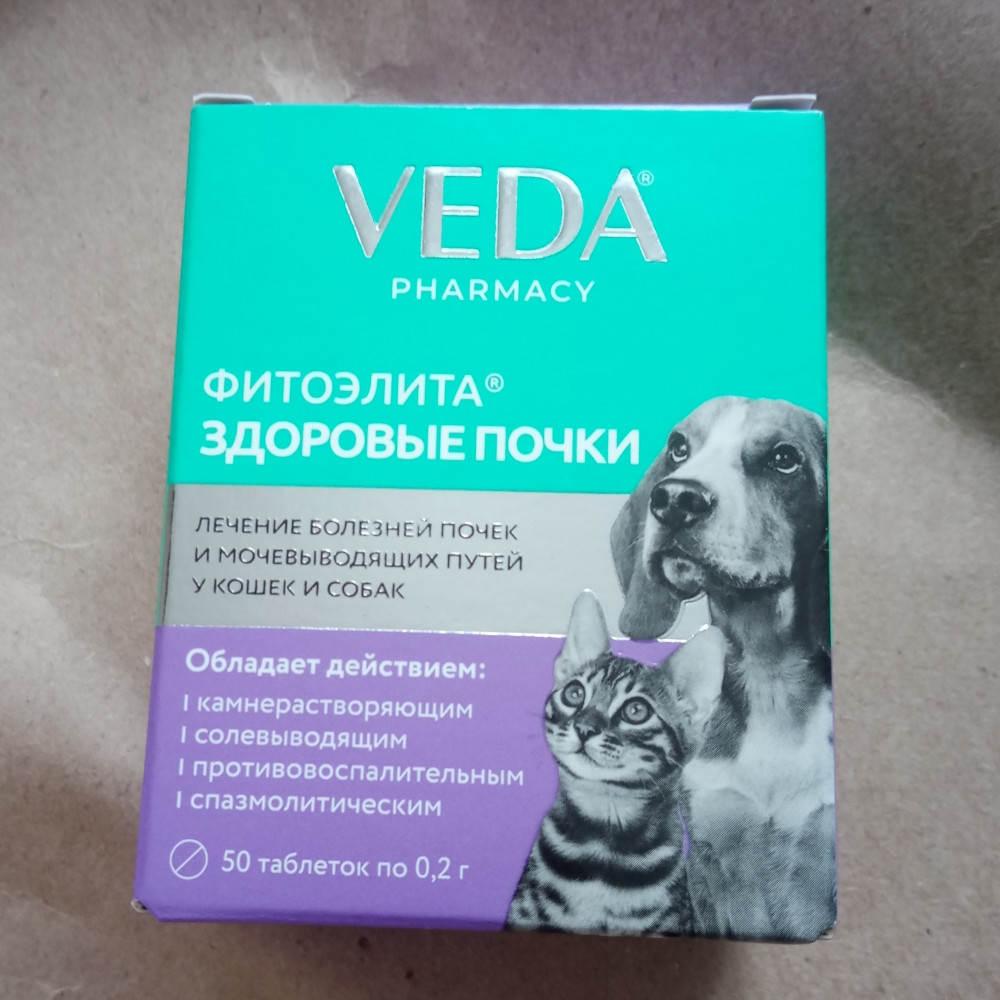 VEDA®
PHARMACY
ФИТОЭЛИТА®
ЗДОРОВЫЕ ПОЧКИ
ЛЕЧЕНИЕ БОЛЕЗНЕЙ ПОЧЕК
И МОЧЕВЫВОДЯЩИХ ПУТЕЙ
У КОШЕК И СОБАК
Обладает действием:
| камнерастворяющим
| солевыводящим
| противовоспалительным
| спазмолитическим
50 таблеток по 0,2 г